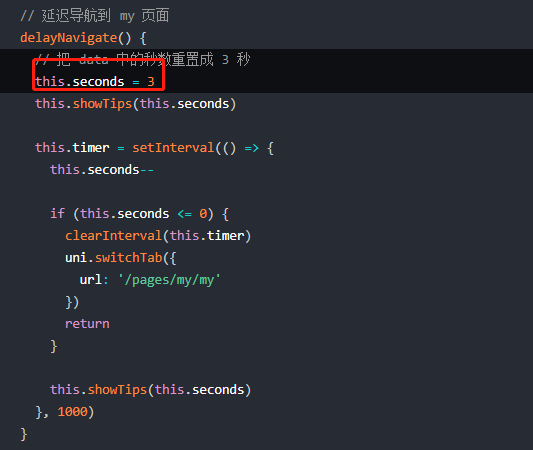 // 延迟导航到 my 页面
delayNavigate() {
// 把 data 中的秒数重置成 3 秒
this.seconds = 3
this.showTips(this.seconds)
this.timer = setInterval(() => {
this.seconds--
if (this.seconds <= 0) {
clearInterval(this.timer)
uni.switchTab({
url: '/pages/my/my'
})
return
}
this.showTips(this.seconds)
}, 1000)
}